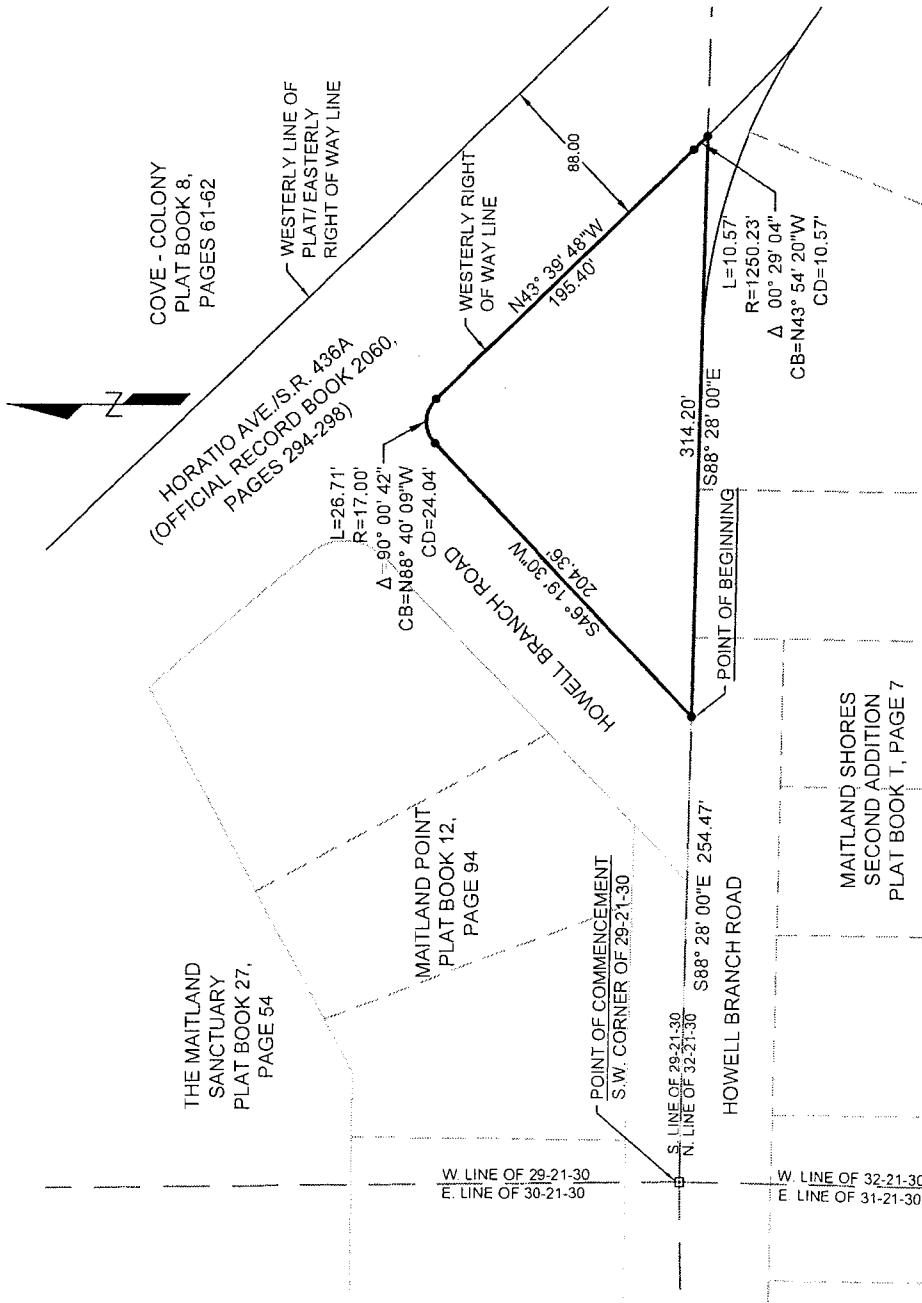 COVE - COLONY
PLAT BOOK 8,
PAGES 61-62
WESTERLY LINE OF
PLAT/ EASTERLY
RIGHT OF WAY LINE
88.00
WESTERLY RIGHT
OF WAY LINE
N43° 39' 48"W
195.40'
N
HORATIO AVE./S.R. 436A
(OFFICIAL RECORD BOOK 2060,
PAGES 294-298)
L=26.71'
R=17.00'
Δ=90° 00' 42"
CB=N88° 40' 09"W
CD=24.04'
S46° 19' 30"W
204.36'
HOWELL BRANCH ROAD
L=10.57'
R=1250.23'
Δ 00° 29' 04"
CB=N43° 54' 20"W
CD=10.57'
314.20'
S88° 28' 00"E
POINT OF BEGINNING
THE MAITLAND
SANCTUARY
PLAT BOOK 27,
PAGE 54
MAITLAND POINT
PLAT BOOK 12,
PAGE 94
POINT OF COMMENCEMENT
S.W. CORNER OF 29-21-30
S. LINE OF 29-21-30
N. LINE OF 32-21-30
S88° 28' 00"E 254.47'
HOWELL BRANCH ROAD
MAITLAND SHORES
SECOND ADDITION
PLAT BOOK T, PAGE 7
W. LINE OF 29-21-30
E. LINE OF 30-21-30
W. LINE OF 32-21-30
E. LINE OF 31-21-30